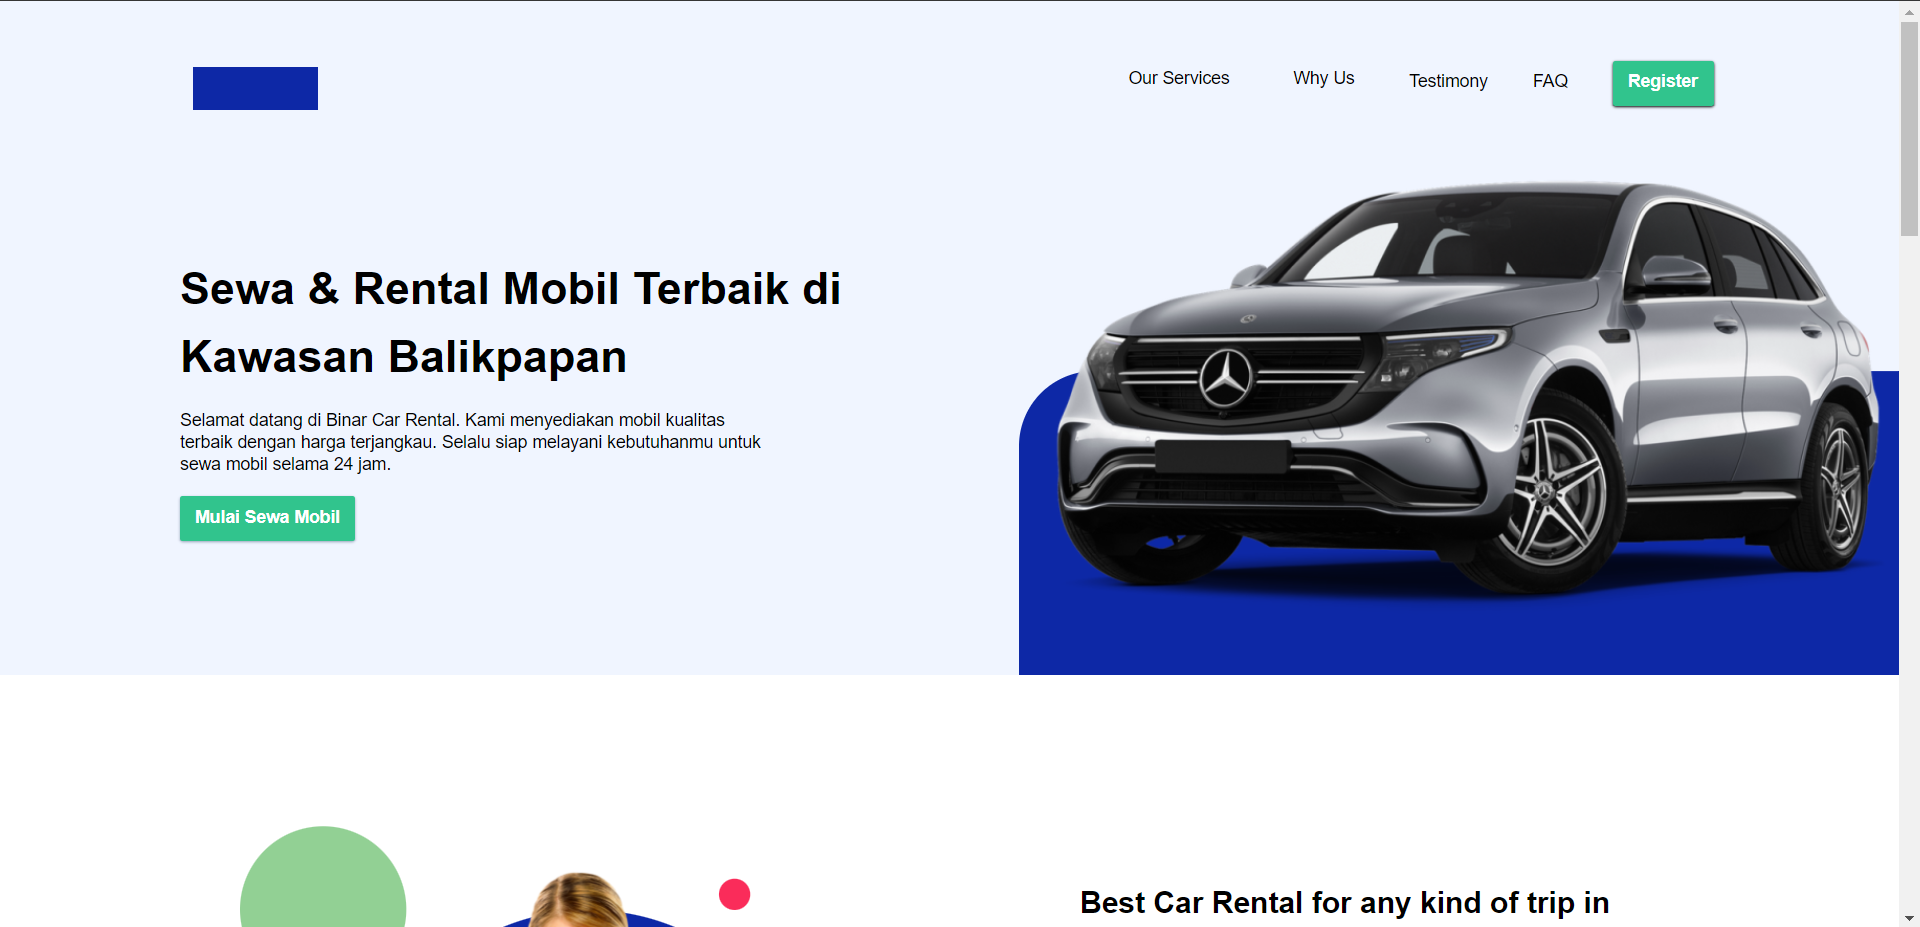 Our Services
Why Us
Testimony
FAQ
Register
Sewa & Rental Mobil Terbaik di
Kawasan Balikpapan
Selamat datang di Binar Car Rental. Kami menyediakan mobil kualitas
terbaik dengan harga terjangkau. Selalu siap melayani kebutuhanmu untuk
sewa mobil selama 24 jam.
Mulai Sewa Mobil
Best Car Rental for any kind of trip in